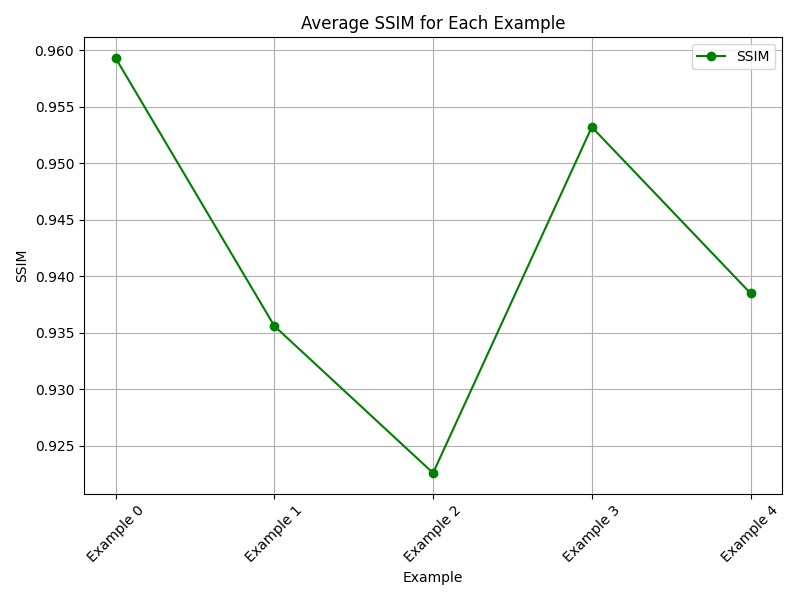 Average SSIM for Each Example
SSIM
0.960
0.955
0.950
0.945
0.940
0.935
0.930
0.925
SSIM
Example 0
Example 1
Example 2
Example 3
Example 4
Example